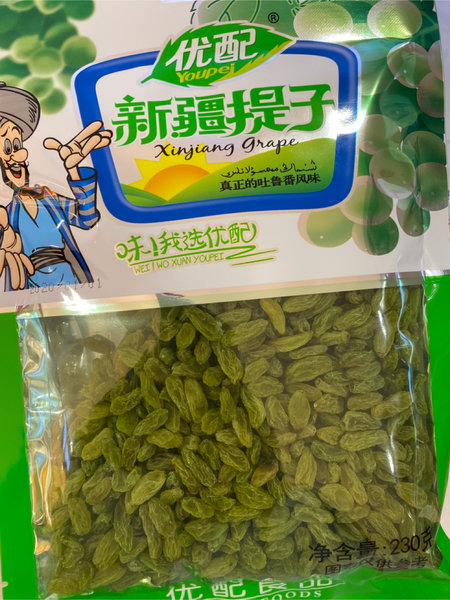 ®
优配
Youpei
新疆提子
Xinjiang Grape
真正的吐鲁番风味
味!我选优配
WEI ! WO XUAN YOUPEI
净含量:230克
优配食品
FOODS